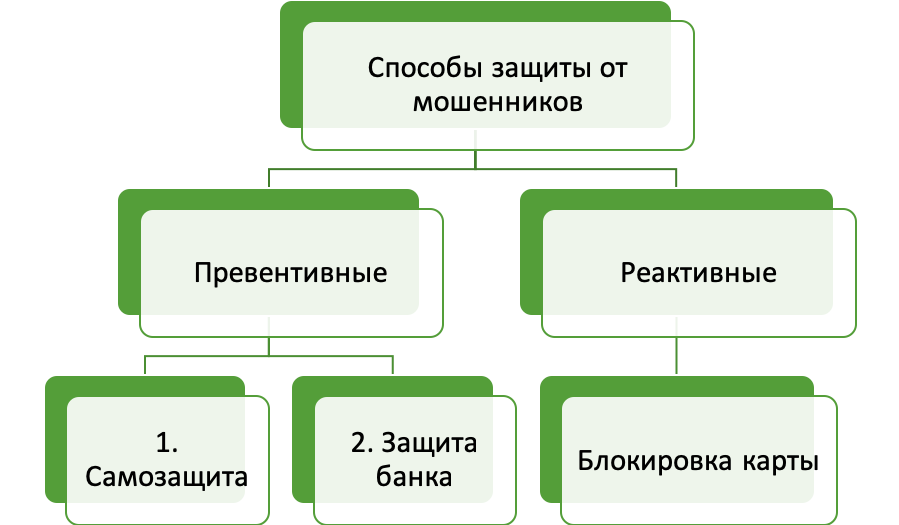 Способы защиты от
мошенников
Превентивные
Реактивные
1.
Самозащита
2. Защита
банка
Блокировка карты